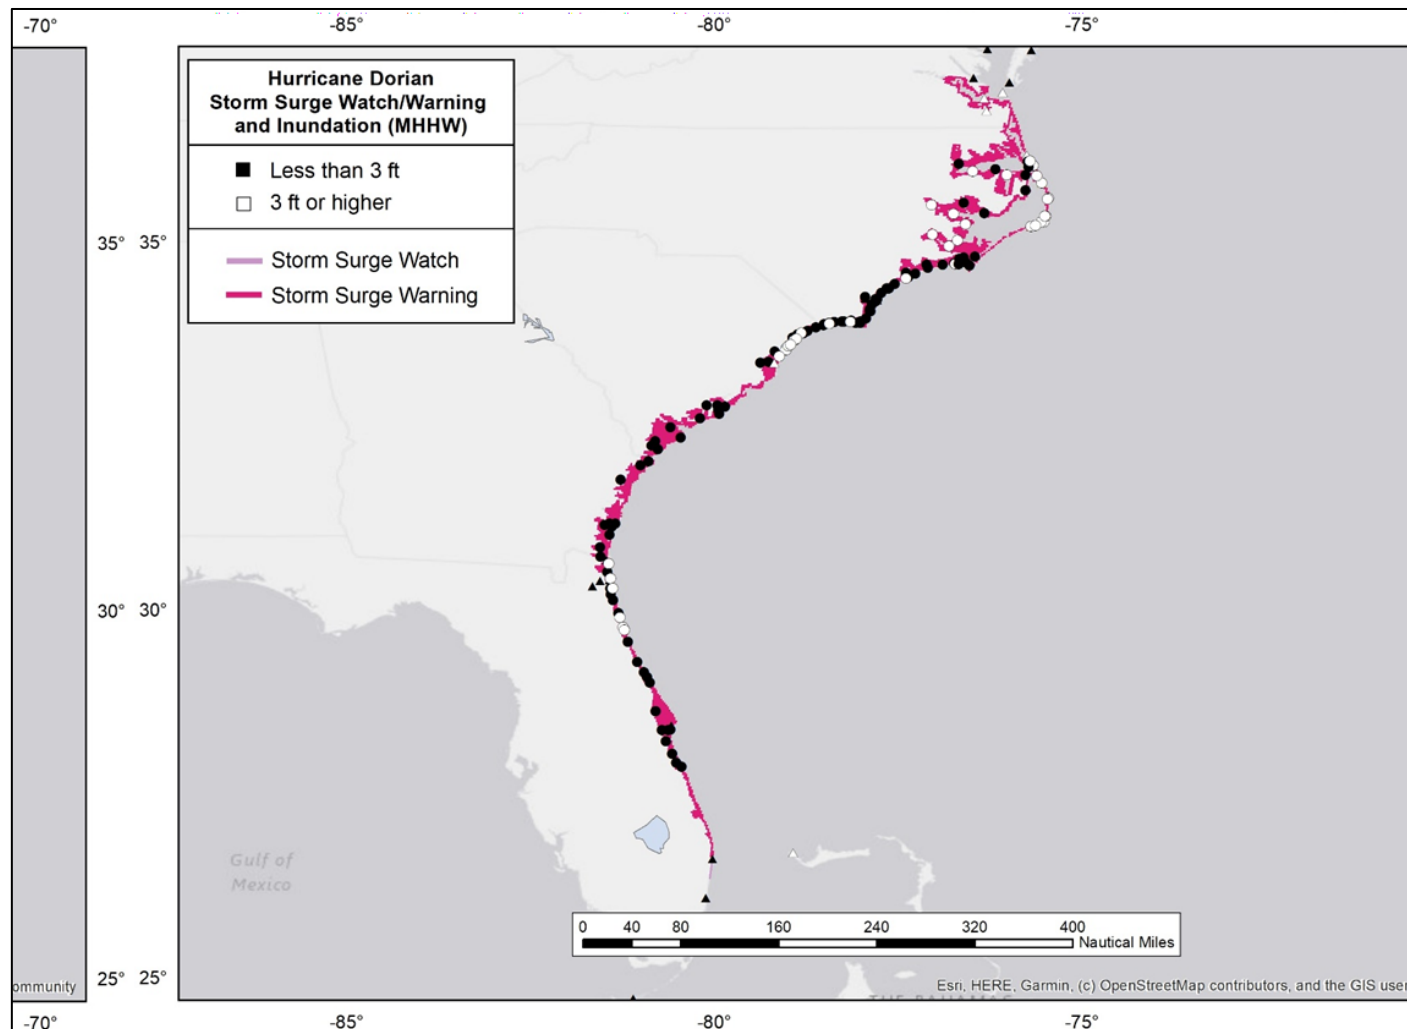 -70° -85° -80° -75°
Hurricane Dorian
Storm Surge Watch/Warning
and Inundation (MHHW)
Less than 3 ft
3 ft or higher
Storm Surge Watch
Storm Surge Warning
35° 35°
30° 30°
Gulf of
Mexico
0 40 80 160 240 320 400
Nautical Miles
25° 25°
ommunity
Esri, HERE, Garmin, (c) OpenStreetMap contributors, and the GIS user
THE BAHAMAS
-70° -85° -80° -75°